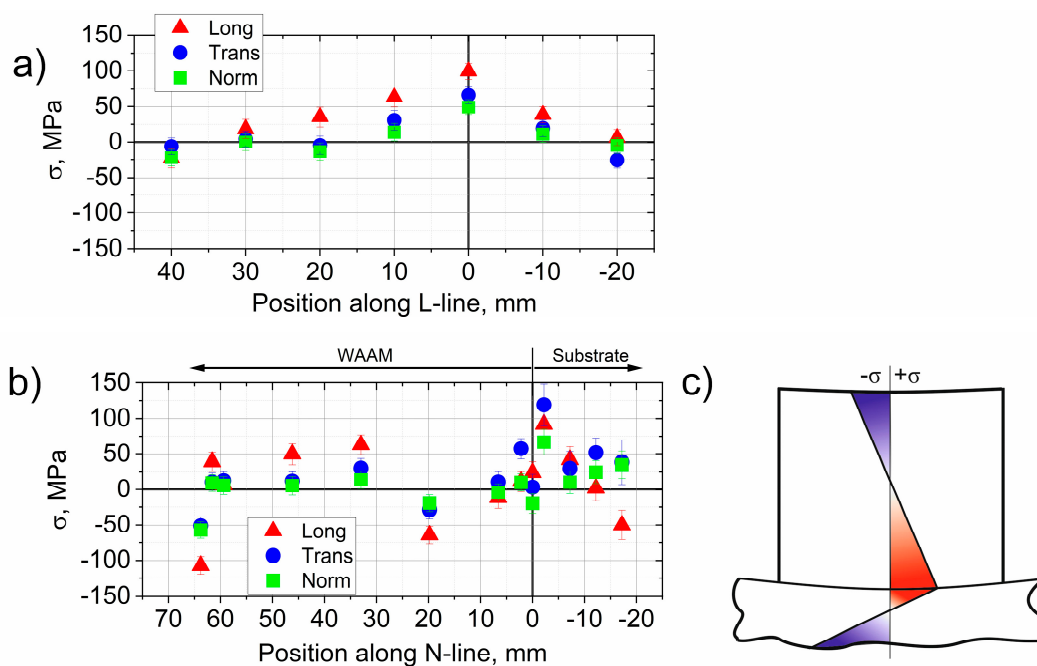 a)
Long
Trans
Norm
σ, MPa
150
100
50
0
-50
-100
-150
40 30 20 10 0 -10 -20
Position along L-line, mm
b)
WAAM Substrate
σ, MPa
150
100
50
0
-50
-100
-150
Long
Trans
Norm
70 60 50 40 30 20 10 0 -10 -20
Position along N-line, mm
c)
-σ +σ